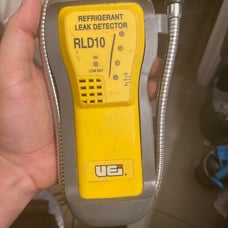 REFRIGERANT
LEAK DETECTOR
RLD10
ON
LOW BAT
UEi